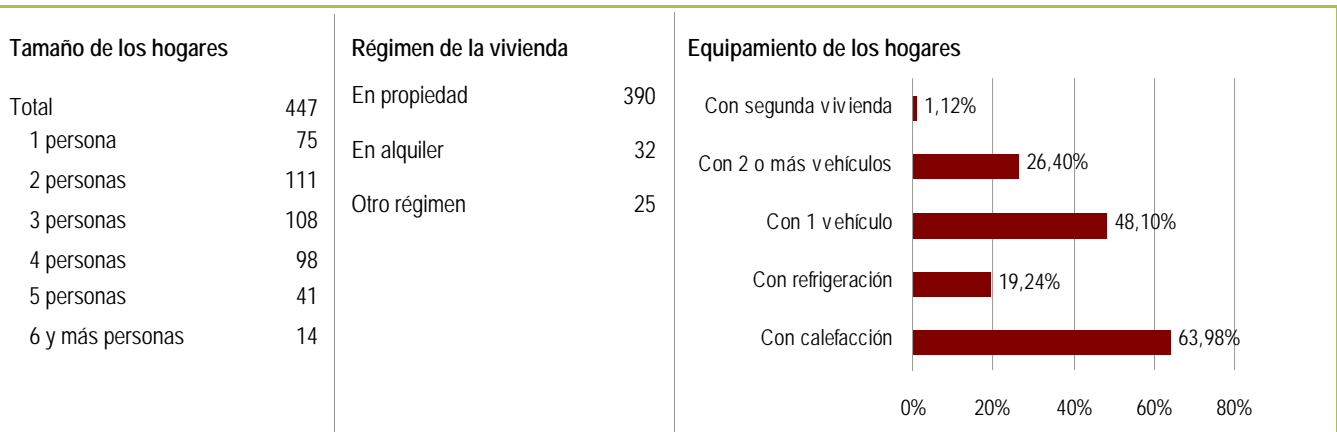 Tamaño de los hogares
Total 447
1 persona 75
2 personas 111
3 personas 108
4 personas 98
5 personas 41
6 y más personas 14
Régimen de la vivienda
En propiedad 390
En alquiler 32
Otro régimen 25
Equipamiento de los hogares
Con segunda vivienda 1,12%
Con 2 o más vehículos 26,40%
Con 1 vehículo 48,10%
Con refrigeración 19,24%
Con calefacción 63,98%
0% 20% 40% 60% 80%